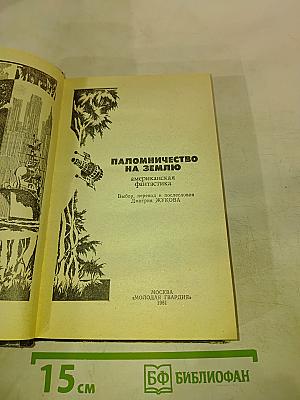 ПАЛОМНИЧЕСТВО
НА ЗЕМЛЮ
американская
фантастика
Выбор, перевод и послесловие
Дмитрия ЖУКОВА
МОСКВА
«МОЛОДАЯ ГВАРДИЯ»
1981
15 см
БФ БИБЛИОФАН